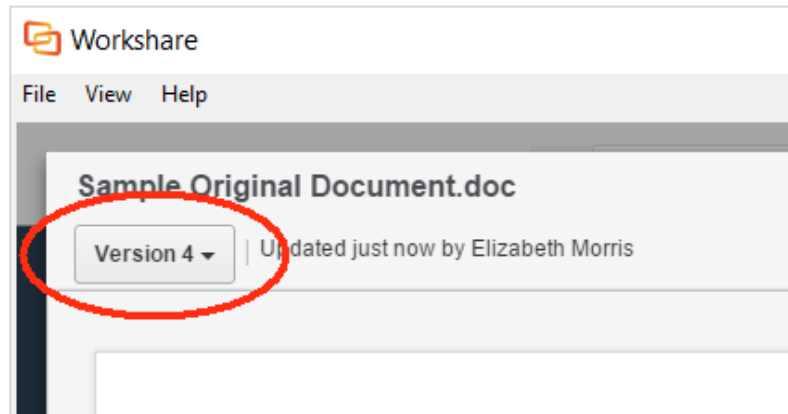 Workshare
File View Help
Sample Original Document.doc
Version 4 | Updated just now by Elizabeth Morris